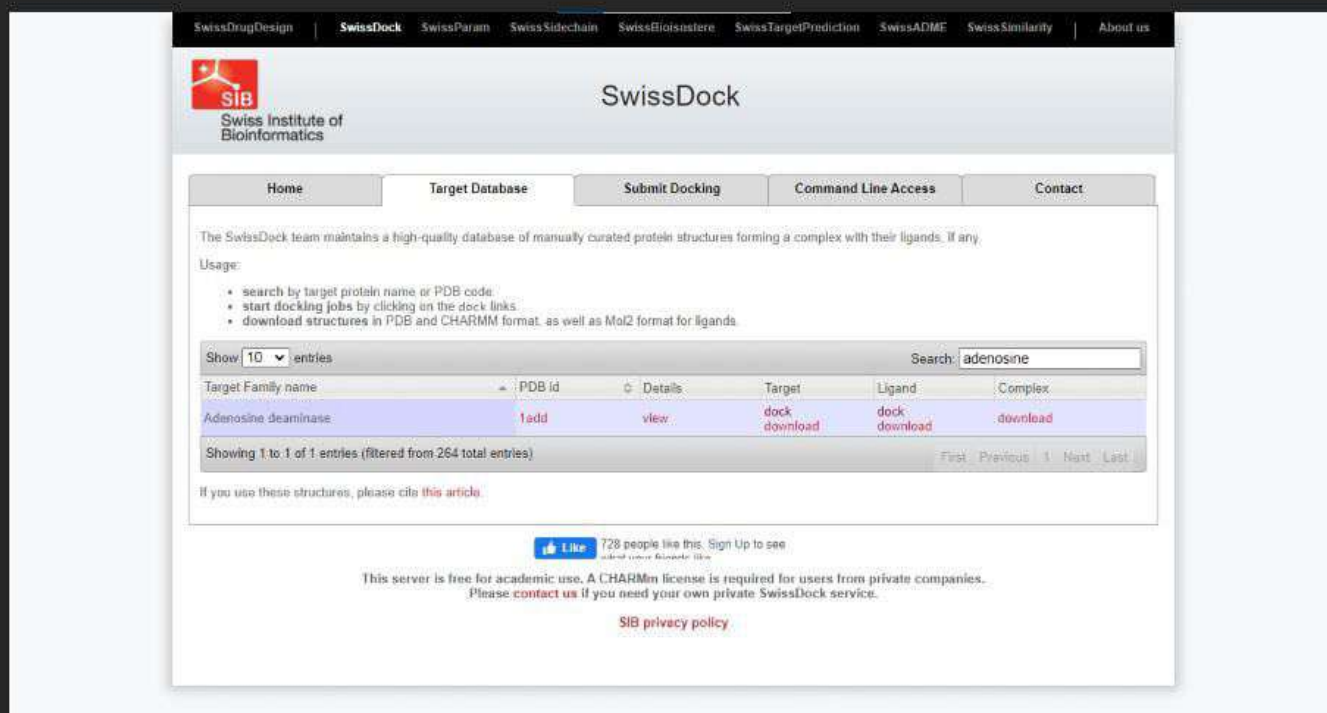 SwissDrugDesign | SwissDock SwissParam SwissSidechain SwissBioisostere SwissTargetPrediction SwissADME SwissSimilarity | About us
SIB
Swiss Institute of
Bioinformatics
SwissDock
Home Target Database Submit Docking Command Line Access Contact
The SwissDock team maintains a high-quality database of manually curated protein structures forming a complex with their ligands, if any.
Usage:
• search by target protein name or PDB code.
• start docking jobs by clicking on the dock links.
• download structures in PDB and CHARMM format, as well as Mol2 format for ligands.
Show 10 entries Search: adenosine
Target Family name PDB id Details Target Ligand Complex
Adenosine deaminase 1add view dock download dock download download
Showing 1 to 1 of 1 entries (filtered from 264 total entries) First Previous 1 Next Last
If you use these structures, please cite this article.
Like 728 people like this. Sign Up to see
what your friends like.
This server is free for academic use. A CHARMm license is required for users from private companies.
Please contact us if you need your own private SwissDock service.
SIB privacy policy